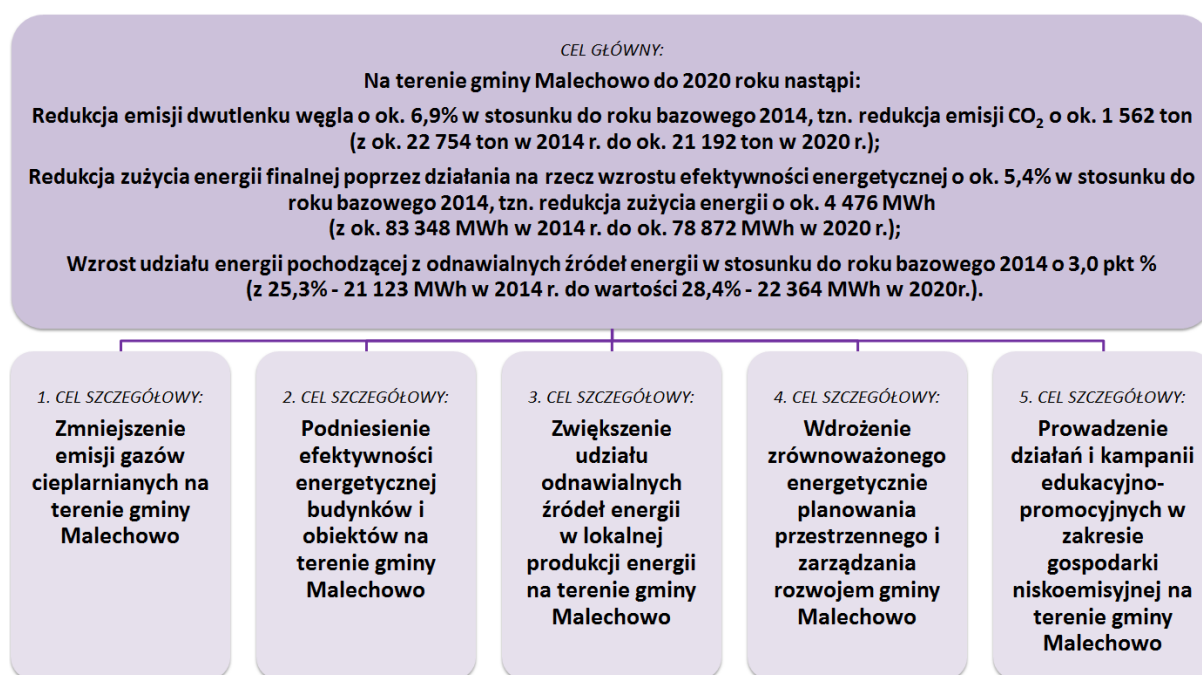 CEL GŁÓWNY:
Na terenie gminy Malechowo do 2020 roku nastąpi:
Redukcja emisji dwutlenku węgla o ok. 6,9% w stosunku do roku bazowego 2014, tzn. redukcja emisji CO₂ o ok. 1 562 ton
(z ok. 22 754 ton w 2014 r. do ok. 21 192 ton w 2020 r.);
Redukcja zużycia energii finalnej poprzez działania na rzecz wzrostu efektywności energetycznej o ok. 5,4% w stosunku do
roku bazowego 2014, tzn. redukcja zużycia energii o ok. 4 476 MWh
(z ok. 83 348 MWh w 2014 r. do ok. 78 872 MWh w 2020 r.);
Wzrost udziału energii pochodzącej z odnawialnych źródeł energii w stosunku do roku bazowego 2014 o 3,0 pkt %
(z 25,3% - 21 123 MWh w 2014 r. do wartości 28,4% - 22 364 MWh w 2020r.).
1. CEL SZCZEGÓŁOWY:
Zmniejszenie
emisji gazów
cieplarnianych na
terenie gminy
Malechowo
2. CEL SZCZEGÓŁOWY:
Podniesienie
efektywności
energetycznej
budynków i
obiektów na
terenie gminy
Malechowo
3. CEL SZCZEGÓŁOWY:
Zwiększenie
udziału
odnawialnych
źródeł energii
w lokalnej
produkcji energii
na terenie gminy
Malechowo
4. CEL SZCZEGÓŁOWY:
Wdrożenie
zrównoważonego
energetycznie
planowania
przestrzennego i
zarządzania
rozwojem gminy
Malechowo
5. CEL SZCZEGÓŁOWY:
Prowadzenie
działań i kampanii
edukacyjno-
promocyjnych w
zakresie
gospodarki
niskoemisyjnej na
terenie gminy
Malechowo